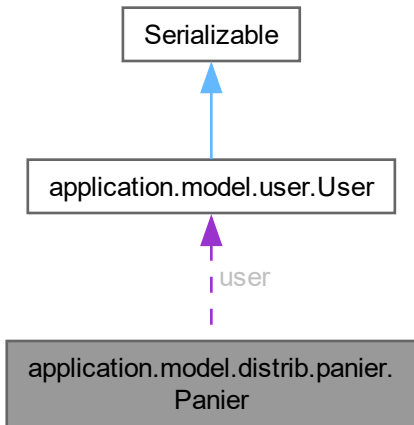 Serializable
application.model.user.User
user
application.model.distrib.panier.
Panier